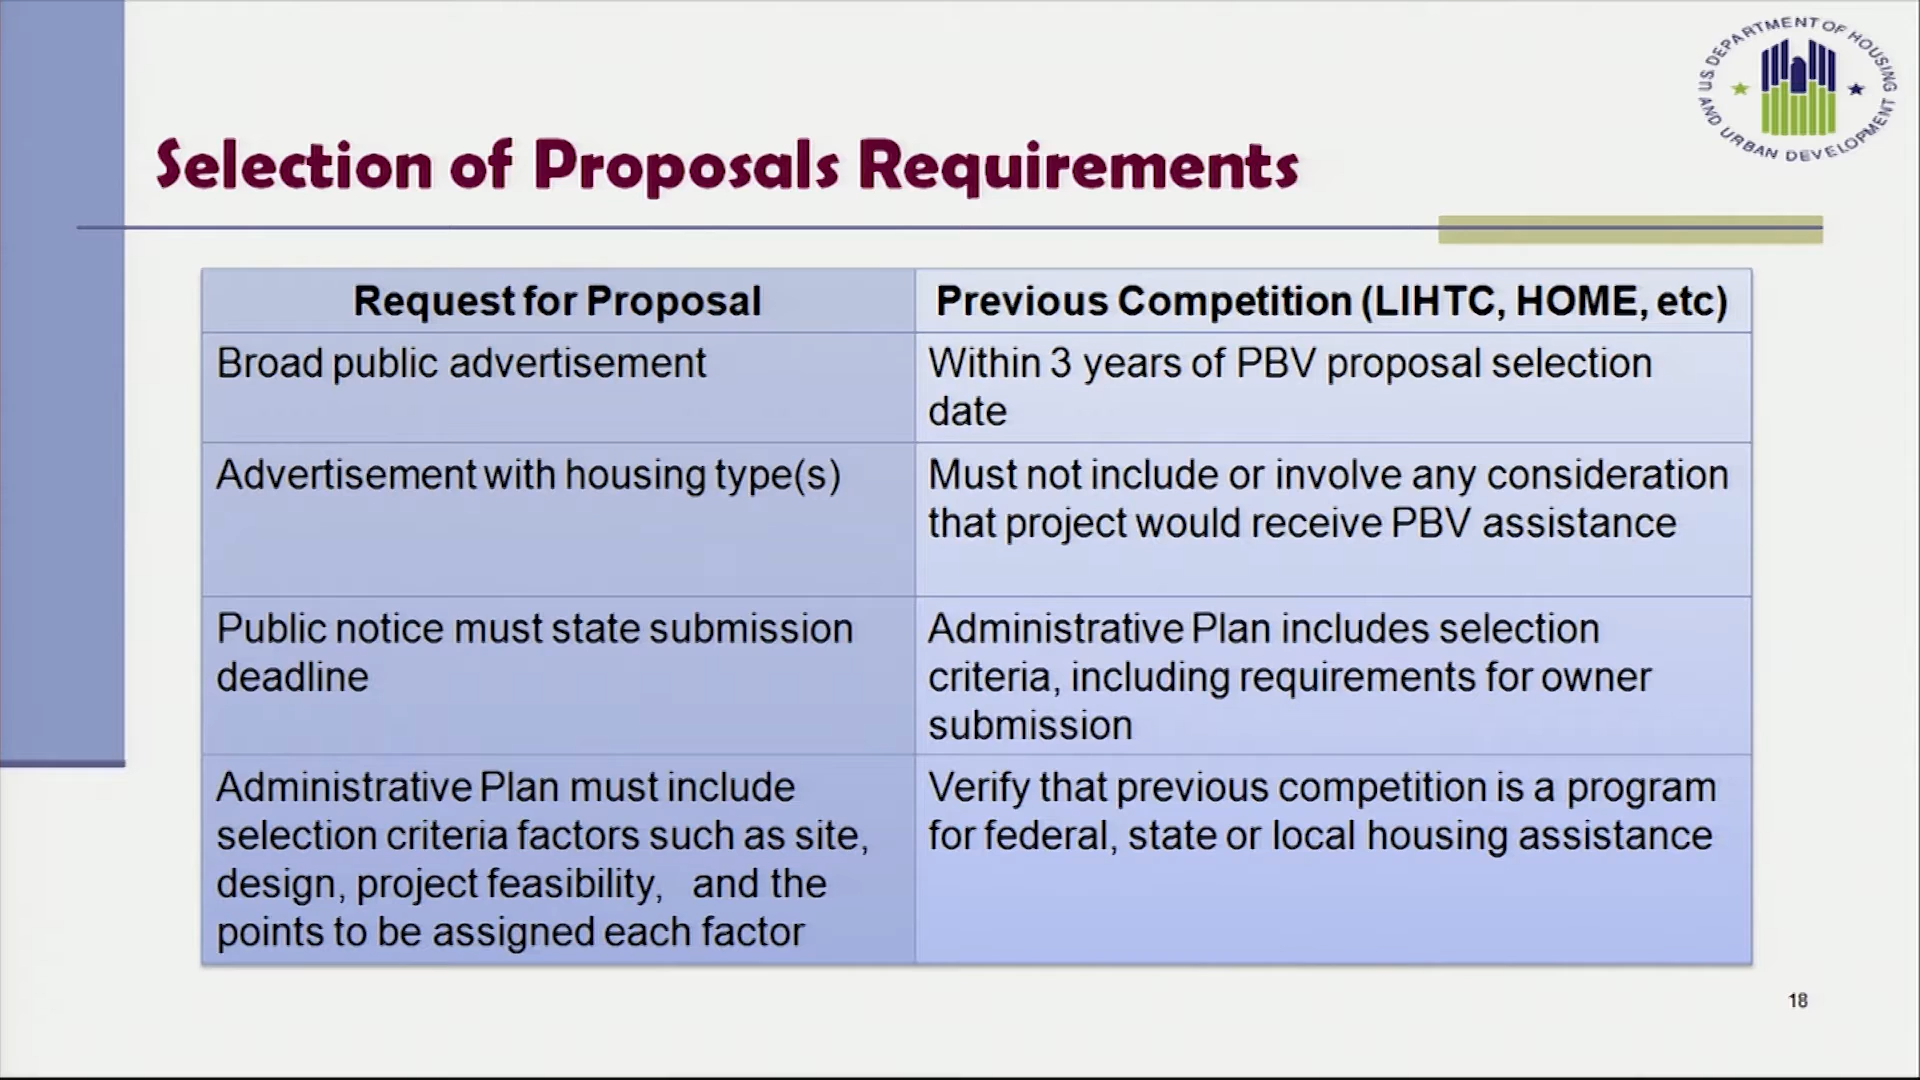 US DEPARTMENT OF HOUSING
AND URBAN DEVELOPMENT
Selection of Proposals Requirements
Request for Proposal
Previous Competition (LIHTC, HOME, etc)
Broad public advertisement
Within 3 years of PBV proposal selection
date
Advertisement with housing type(s)
Must not include or involve any consideration
that project would receive PBV assistance
Public notice must state submission
deadline
Administrative Plan includes selection
criteria, including requirements for owner
submission
Administrative Plan must include
selection criteria factors such as site,
design, project feasibility,   and the
points to be assigned each factor
Verify that previous competition is a program
for federal, state or local housing assistance
18